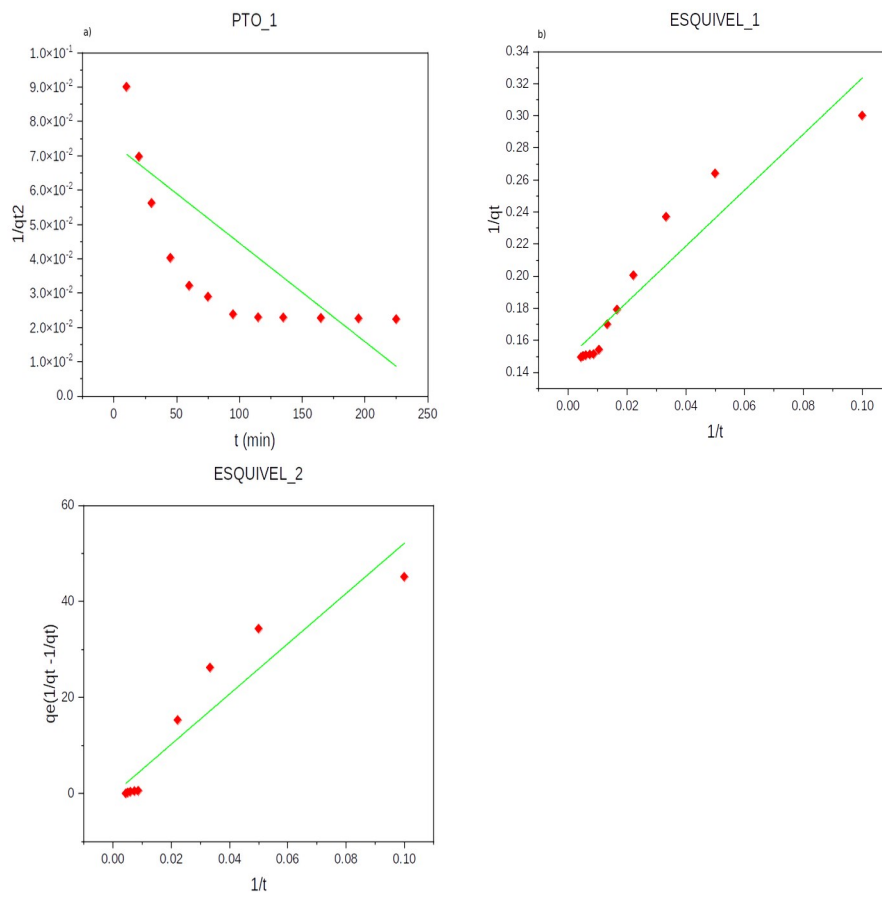 PTO_1
a)
1.0×10⁻¹
9.0×10⁻²
8.0×10⁻²
7.0×10⁻²
6.0×10⁻²
5.0×10⁻²
4.0×10⁻²
3.0×10⁻²
2.0×10⁻²
1.0×10⁻²
0.0
1/qt2
0 50 100 150 200 250
t (min)
ESQUIVEL_1
b)
0.34
0.32
0.30
0.28
0.26
0.24
0.22
0.20
0.18
0.16
0.14
1/qt
0.00 0.02 0.04 0.06 0.08 0.10
1/t
ESQUIVEL_2
60
40
20
0
qe(1/qt -1/qt)
0.00 0.02 0.04 0.06 0.08 0.10
1/t